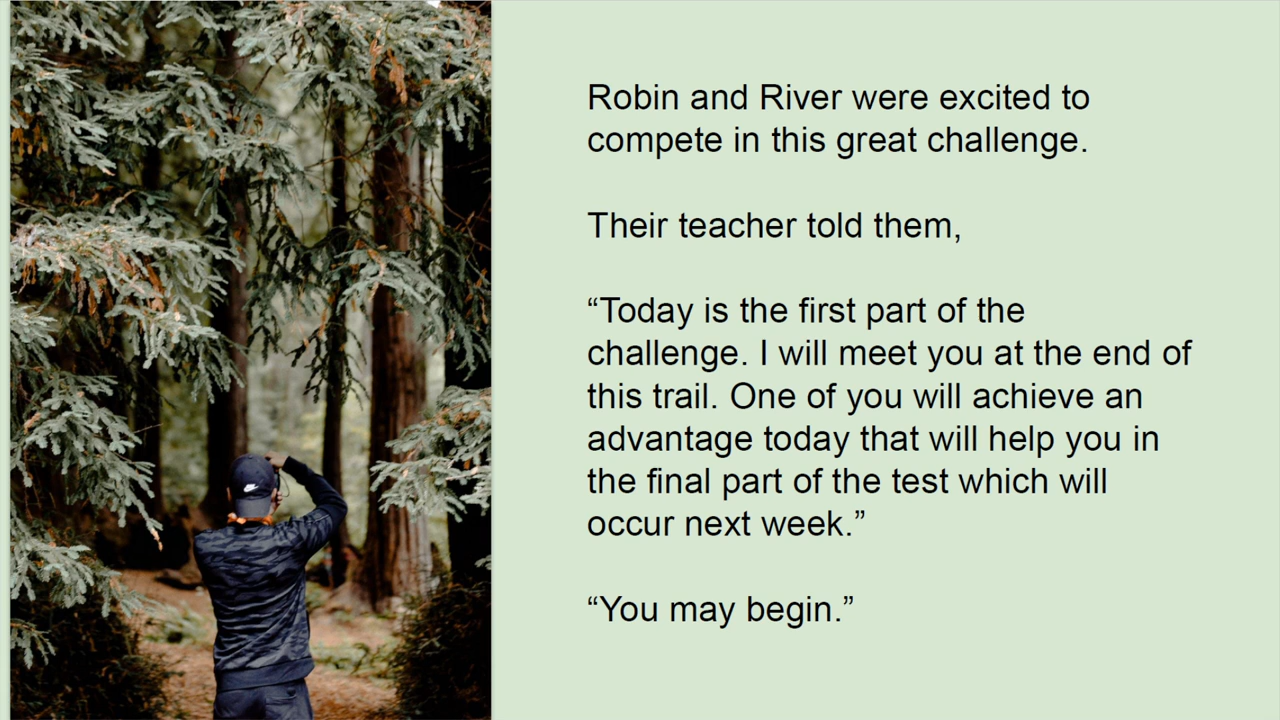 Robin and River were excited to
compete in this great challenge.
Their teacher told them,
“Today is the first part of the
challenge. I will meet you at the end of
this trail. One of you will achieve an
advantage today that will help you in
the final part of the test which will
occur next week.”
“You may begin.”